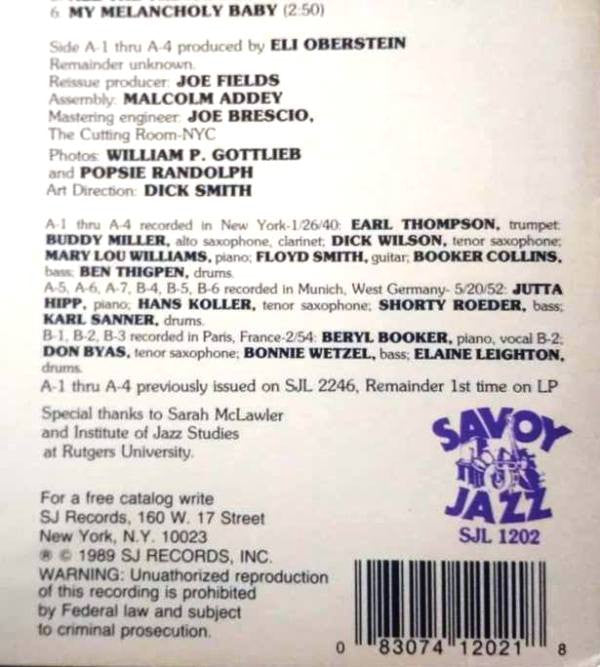 6. MY MELANCHOLY BABY (2:50)
Side A-1 thru A-4 produced by ELI OBERSTEIN
Remainder unknown.
Reissue producer: JOE FIELDS
Assembly: MALCOLM ADDEY
Mastering engineer: JOE BRESCIO,
The Cutting Room-NYC
Photos: WILLIAM P. GOTTLIEB
and POPSIE RANDOLPH
Art Direction: DICK SMITH
A-1 thru A-4 recorded in New York-1/26/40: EARL THOMPSON, trumpet;
BUDDY MILLER, alto saxophone, clarinet; DICK WILSON, tenor saxophone;
MARY LOU WILLIAMS, piano; FLOYD SMITH, guitar; BOOKER COLLINS,
bass; BEN THIGPEN, drums.
A-5, A-6, A-7, B-4, B-5, B-6 recorded in Munich, West Germany- 5/20/52: JUTTA
HIPP, piano; HANS KOLLER, tenor saxophone; SHORTY ROEDER, bass;
KARL SANNER, drums.
B-1, B-2, B-3 recorded in Paris, France-2/54: BERYL BOOKER, piano, vocal B-2;
DON BYAS, tenor saxophone; BONNIE WETZEL, bass; ELAINE LEIGHTON,
drums.
A-1 thru A-4 previously issued on SJL 2246, Remainder 1st time on LP
Special thanks to Sarah McLawler
and Institute of Jazz Studies
at Rutgers University.
SAVOY
JAZZ
SJL 1202
For a free catalog write
SJ Records, 160 W. 17 Street
New York, N.Y. 10023
℗ © 1989 SJ RECORDS, INC.
WARNING: Unauthorized reproduction
of this recording is prohibited
by Federal law and subject
to criminal prosecution.
0 83074 12021 8